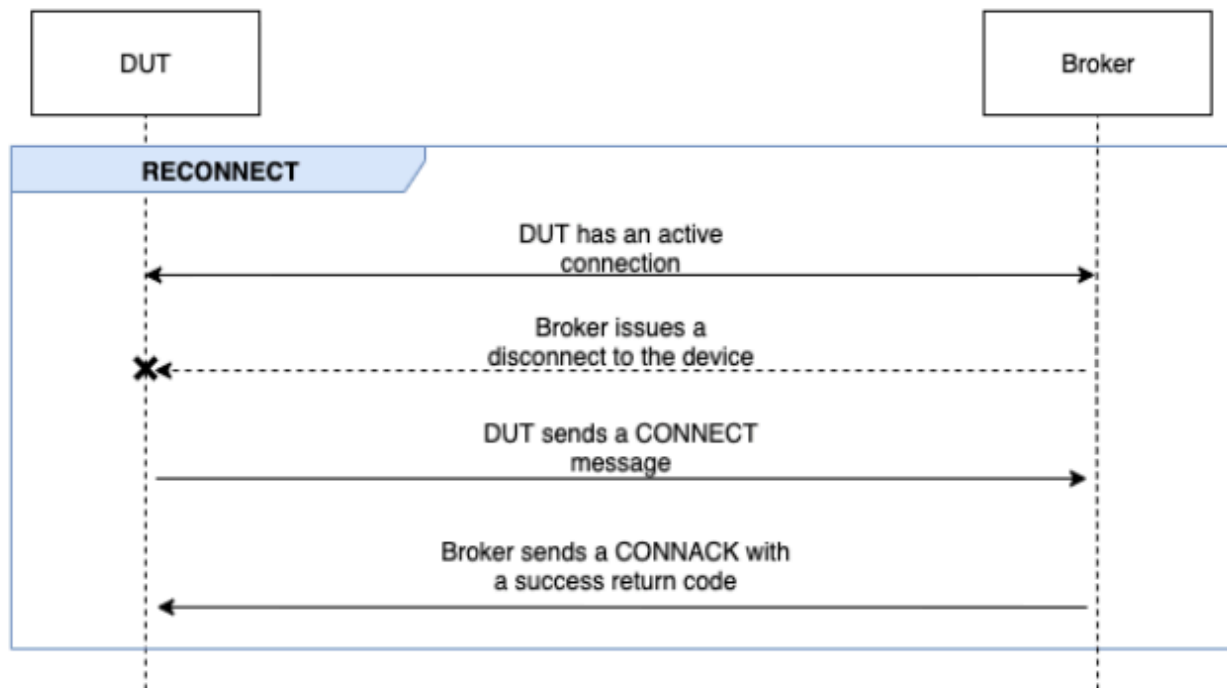 DUT
Broker
RECONNECT
DUT has an active
connection
Broker issues a
disconnect to the device
DUT sends a CONNECT
message
Broker sends a CONNACK with
a success return code